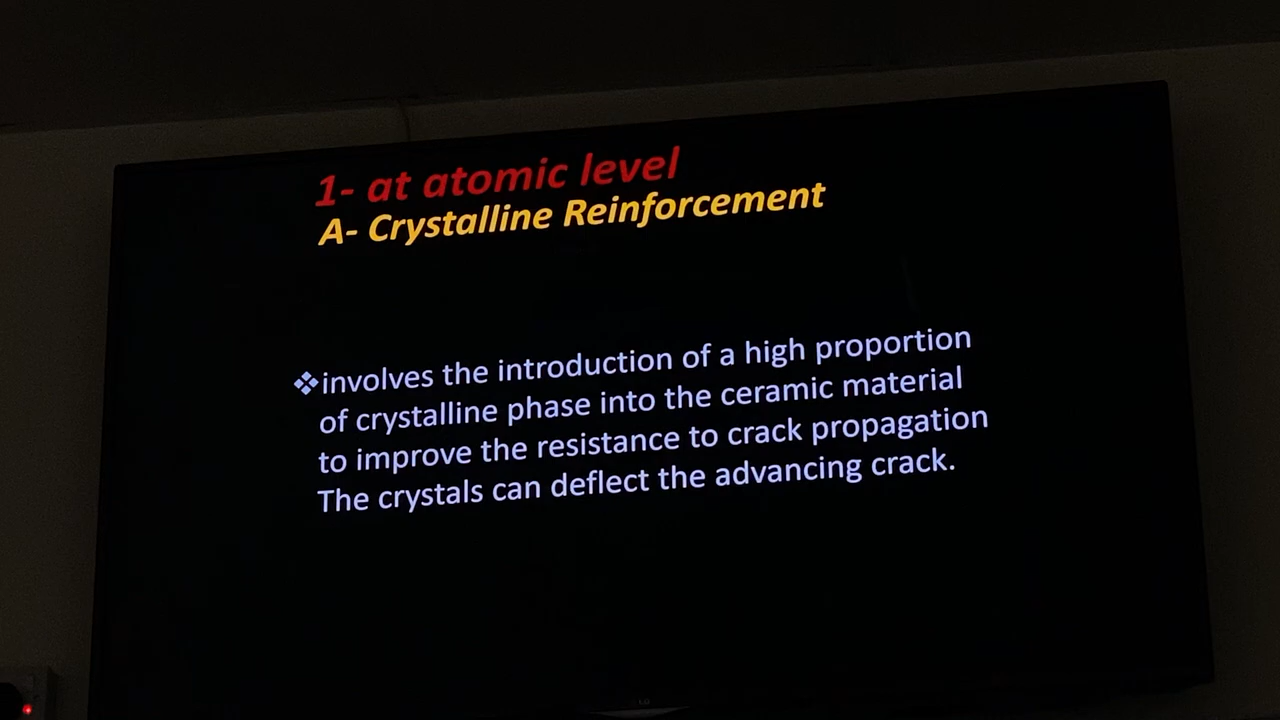 1- at atomic level
A- Crystalline Reinforcement
❖involves the introduction of a high proportion
of crystalline phase into the ceramic material
to improve the resistance to crack propagation
The crystals can deflect the advancing crack.
LG